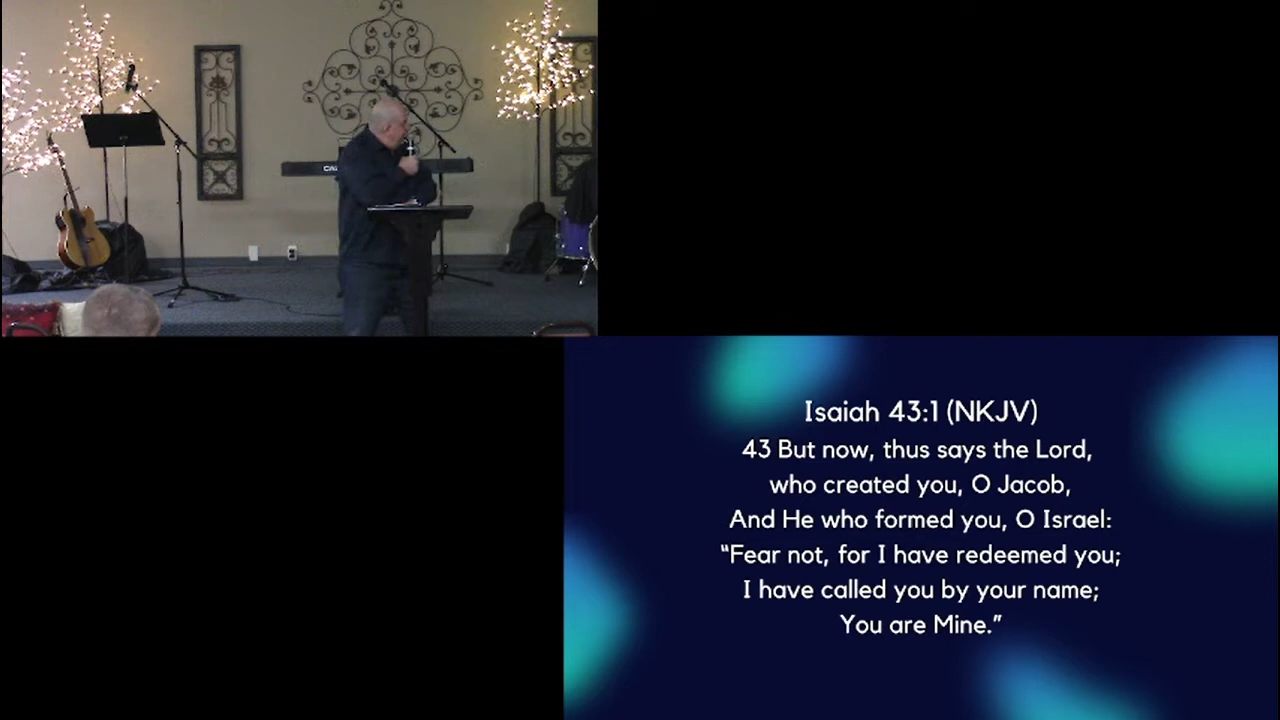 Isaiah 43:1 (NKJV)
43 But now, thus says the Lord,
who created you, O Jacob,
And He who formed you, O Israel:
“Fear not, for I have redeemed you;
I have called you by your name;
You are Mine.”